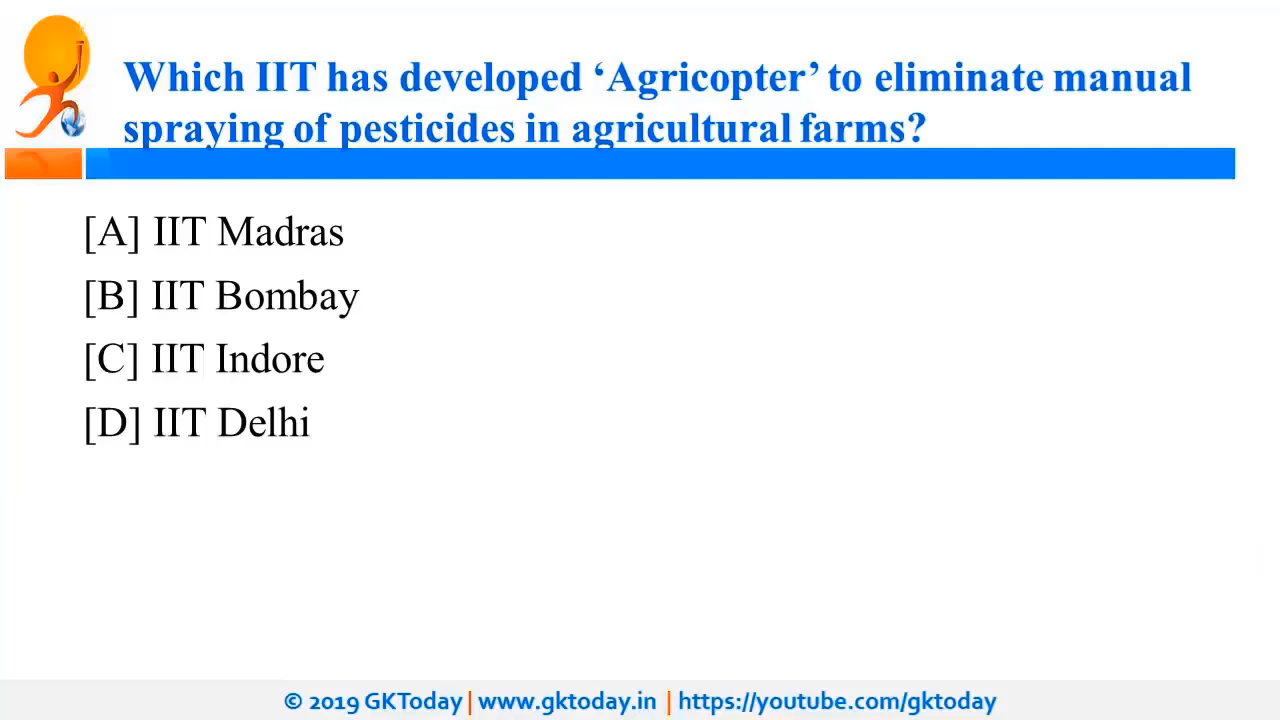 Which IIT has developed ‘Agricopter’ to eliminate manual
spraying of pesticides in agricultural farms?
[A] IIT Madras
[B] IIT Bombay
[C] IIT Indore
[D] IIT Delhi
© 2019 GKToday | www.gktoday.in | https://youtube.com/gktoday